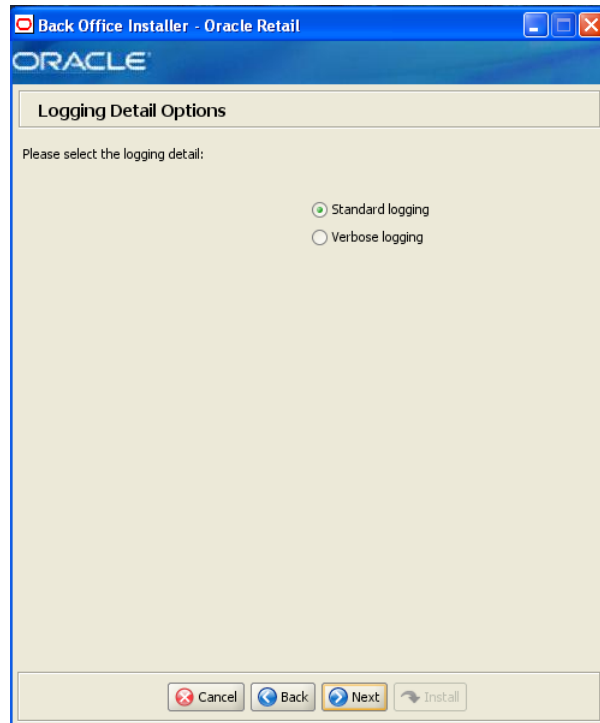 Back Office Installer - Oracle Retail
ORACLE
Logging Detail Options
Please select the logging detail:
Standard logging
Verbose logging
Cancel Back Next Install